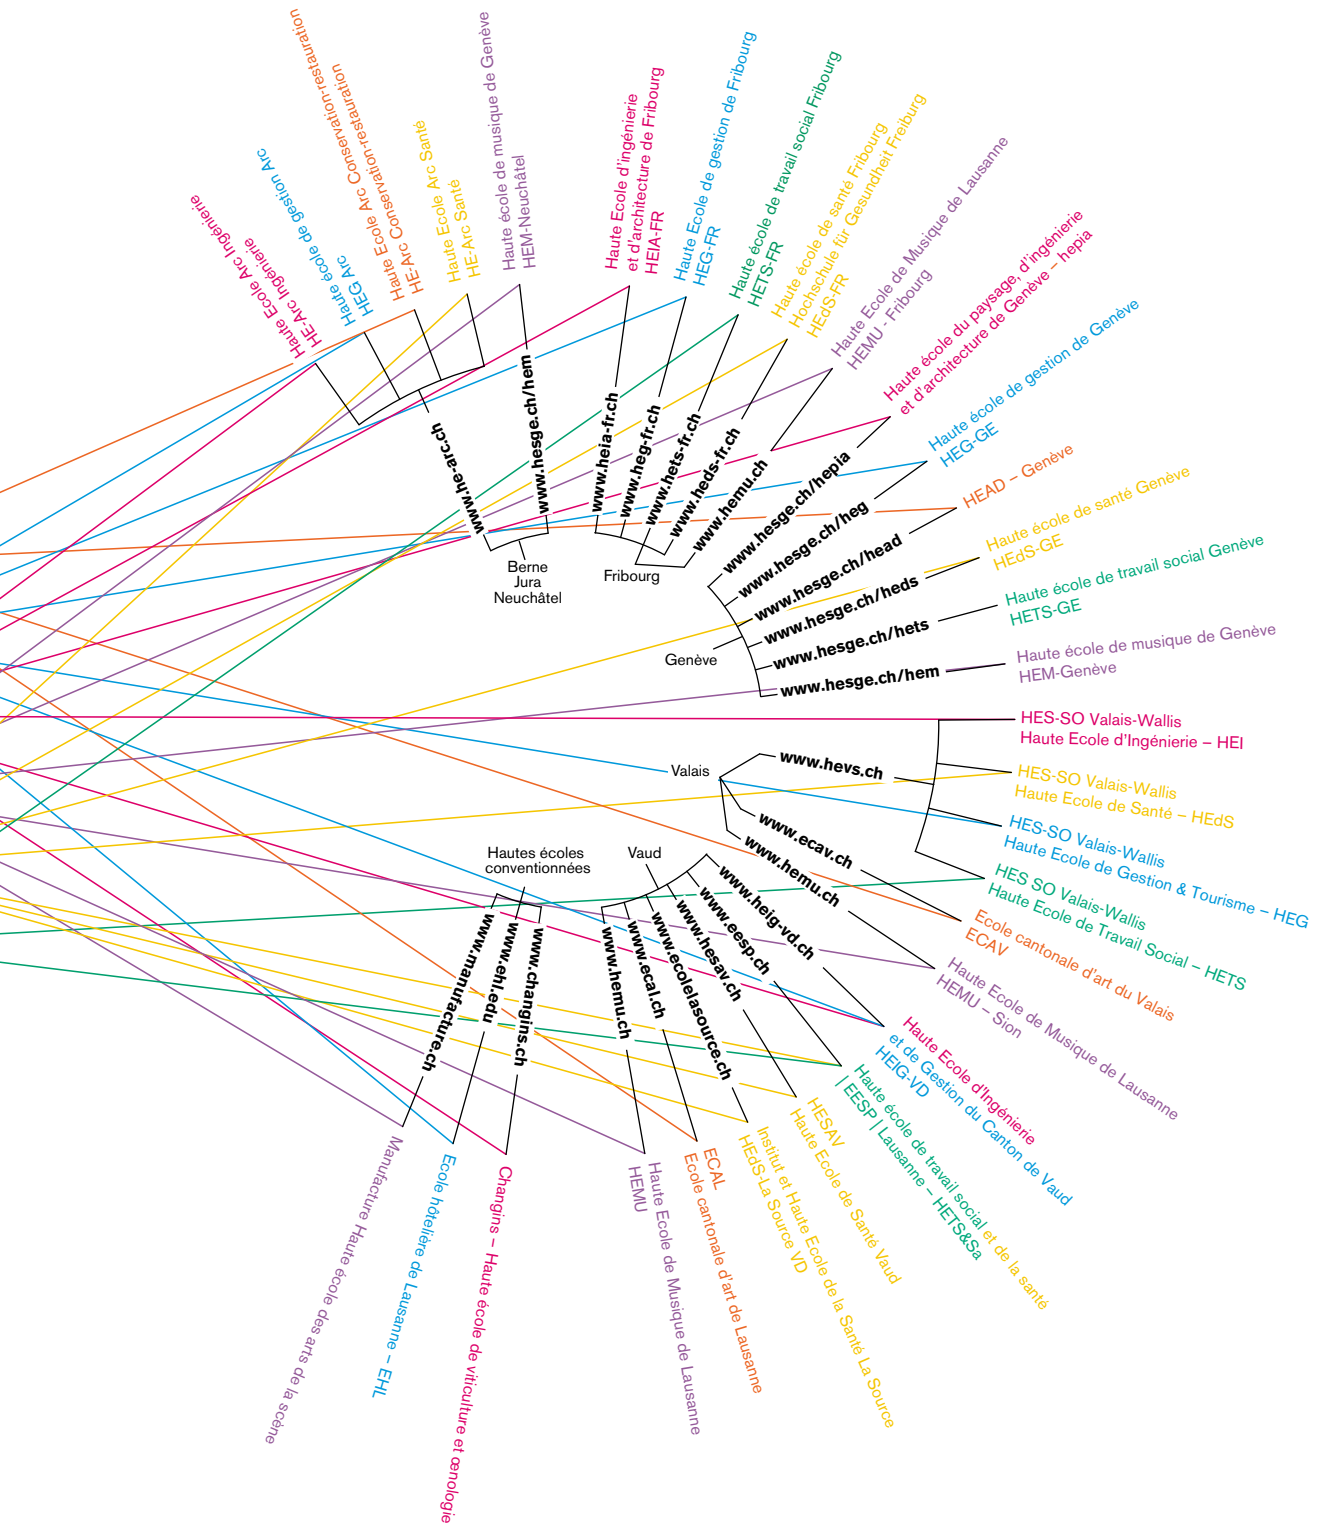 Haute Ecole Arc Ingénierie
HE-Arc Ingénierie
Haute école de gestion Arc
HEG Arc
Haute Ecole Arc Conservation-restauration
HE-Arc Conservation-restauration
Haute Ecole Arc Santé
HE-Arc Santé
Haute école de musique de Genève
HEM-Neuchâtel
Haute Ecole d'ingénierie
et d'architecture de Fribourg
HEIA-FR
Haute Ecole de gestion de Fribourg
HEG-FR
Haute école de travail social Fribourg
HETS-FR
Haute école de santé Fribourg
Hochschule für Gesundheit Freiburg
HEdS-FR
Haute Ecole de Musique de Lausanne
HEMU - Fribourg
Haute école du paysage, d'ingénierie
et d'architecture de Genève – hepia
Haute école de gestion de Genève
HEG-GE
HEAD – Genève
Haute école de santé Genève
HEdS-GE
Haute école de travail social Genève
HETS-GE
Haute école de musique de Genève
HEM-Genève
www.he-arc.ch
www.hesge.ch/hem
Berne
Jura
Neuchâtel
www.heia-fr.ch
www.heg-fr.ch
www.hets-fr.ch
www.heds-fr.ch
www.hemu.ch
Fribourg
www.hesge.ch/hepia
www.hesge.ch/heg
www.hesge.ch/head
www.hesge.ch/heds
www.hesge.ch/hets
www.hesge.ch/hem
Genève
HES-SO Valais-Wallis
Haute Ecole d'Ingénierie – HEI
HES-SO Valais-Wallis
Haute Ecole de Santé – HEdS
HES-SO Valais-Wallis
Haute Ecole de Gestion & Tourisme – HEG
HES SO Valais-Wallis
Haute Ecole de Travail Social – HETS
Ecole cantonale d'art du Valais
ECAV
Haute Ecole de Musique de Lausanne
HEMU – Sion
Valais
www.hevs.ch
www.ecav.ch
www.hemu.ch
Vaud
www.heig-vd.ch
www.eesp.ch
www.hesav.ch
www.ecolelasource.ch
www.ecal.ch
www.hemu.ch
Haute Ecole d'Ingénierie
et de Gestion du Canton de Vaud
HEIG-VD
Haute école de travail social et de la santé
| EESP | Lausanne – HETS&Sa
HESAV
Haute Ecole de Santé Vaud
Institut et Haute Ecole de la Santé La Source
HEdS-La Source VD
ECAL
Ecole cantonale d'art de Lausanne
Haute Ecole de Musique de Lausanne
HEMU
Hautes écoles
conventionnées
www.changins.ch
www.ehl.edu
www.manufacture.ch
Changins – Haute école de viticulture et œnologie
Ecole hôtelière de Lausanne – EHL
Manufacture Haute école des arts de la scène